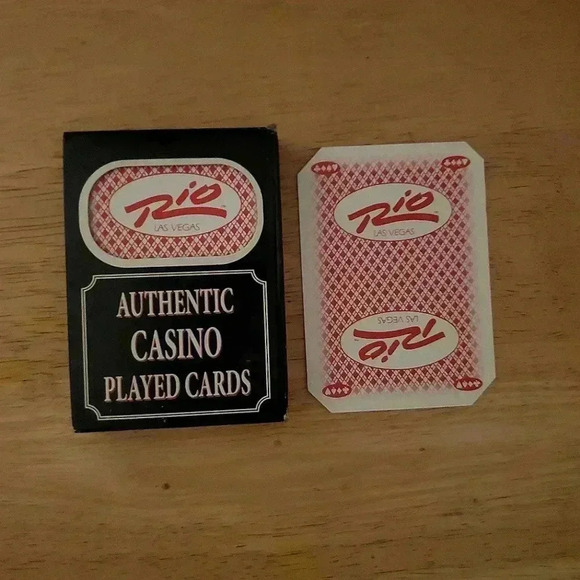 Rio
LAS VEGAS
AUTHENTIC
CASINO
PLAYED CARDS
Rio
LAS VEGAS
Rio
LAS VEGAS